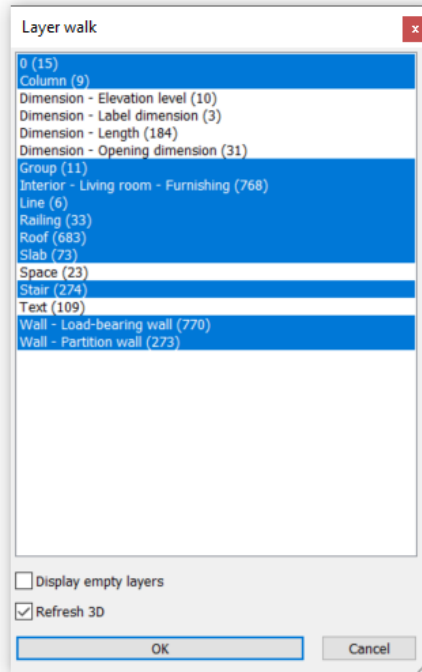 Layer walk
x
0 (15)
Column (9)
Dimension - Elevation level (10)
Dimension - Label dimension (3)
Dimension - Length (184)
Dimension - Opening dimension (31)
Group (11)
Interior - Living room - Furnishing (768)
Line (6)
Railing (33)
Roof (683)
Slab (73)
Space (23)
Stair (274)
Text (109)
Wall - Load-bearing wall (770)
Wall - Partition wall (273)
Display empty layers
Refresh 3D
OK Cancel